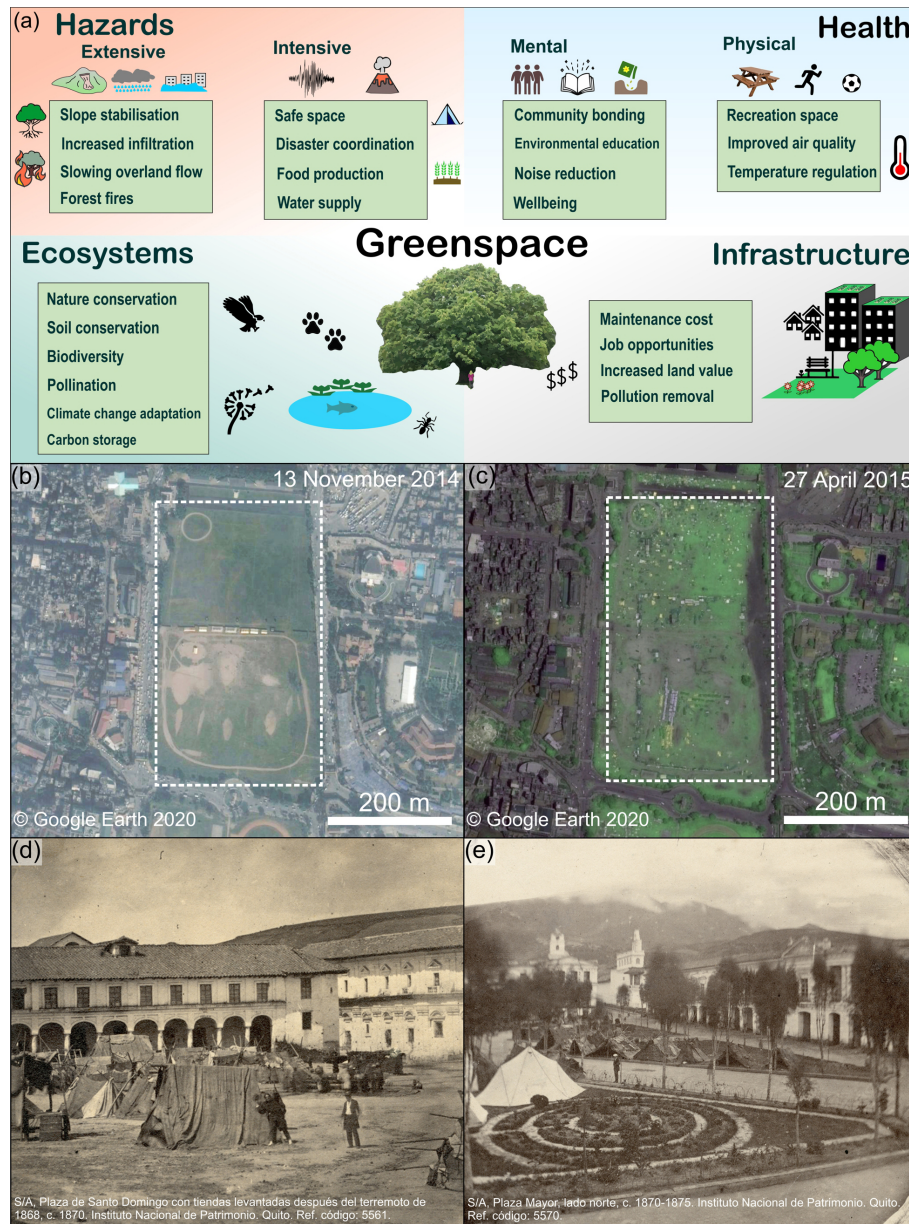 (a)
Hazards
Extensive
Slope stabilisation
Increased infiltration
Slowing overland flow
Forest fires
Intensive
Safe space
Disaster coordination
Food production
Water supply
Health
Mental
Community bonding
Environmental education
Noise reduction
Wellbeing
Physical
Recreation space
Improved air quality
Temperature regulation
Greenspace
Ecosystems
Nature conservation
Soil conservation
Biodiversity
Pollination
Climate change adaptation
Carbon storage
Infrastructure
$$$
Maintenance cost
Job opportunities
Increased land value
Pollution removal
(b)
13 November 2014
© Google Earth 2020
200 m
(c)
27 April 2015
© Google Earth 2020
200 m
(d)
S/A, Plaza de Santo Domingo con tiendas levantadas después del terremoto de
1868, c. 1870. Instituto Nacional de Patrimonio. Quito. Ref. código: 5561.
(e)
S/A, Plaza Mayor, lado norte, c. 1870-1875. Instituto Nacional de Patrimonio. Quito.
Ref. código: 5570